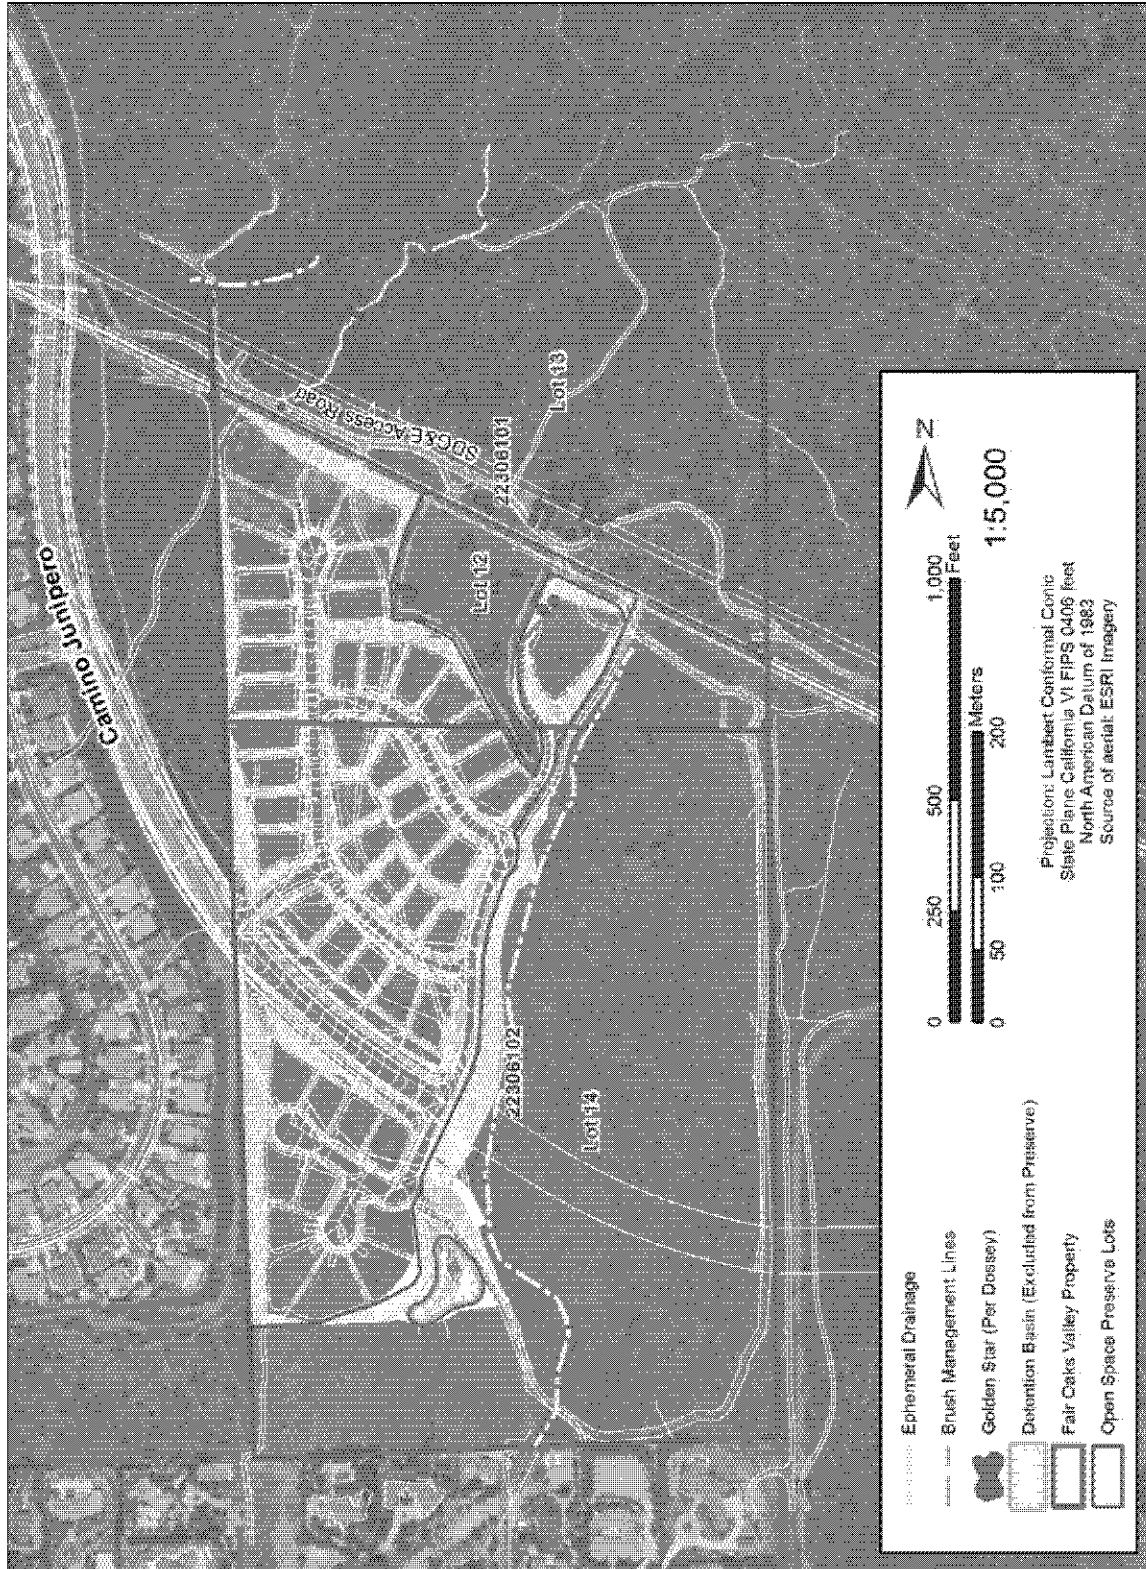 Camino Junipero
SDG&E Access Road
22306101
Lot 13
Lot 12
22306102
Lot 14
Ephemeral Drainage
Brush Management Lines
Golden Star (Per Dossey)
Detention Basin (Excluded from Preserve)
Fair Oaks Valley Property
Open Space Preserve Lots
0 250 500 1,000
Feet
Meters
0 50 100 200
N
1:5,000
Projection: Lambert Conformal Conic
State Plane California VI FIPS 0406 feet
North American Datum of 1983
Source of aerial: ESRI Imagery